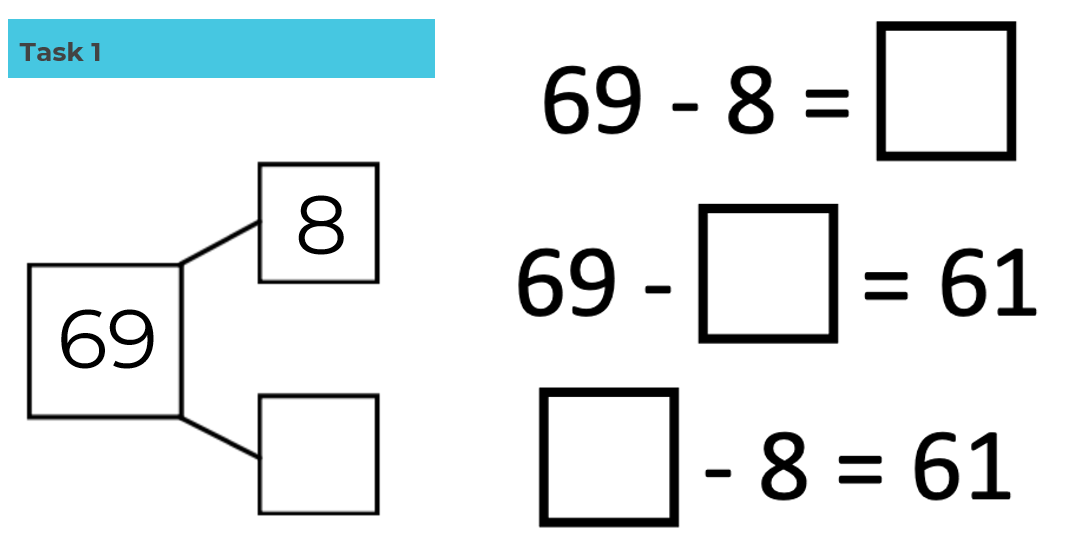 Task 1
8
69
69 - 8 =
69 - = 61
- 8 = 61